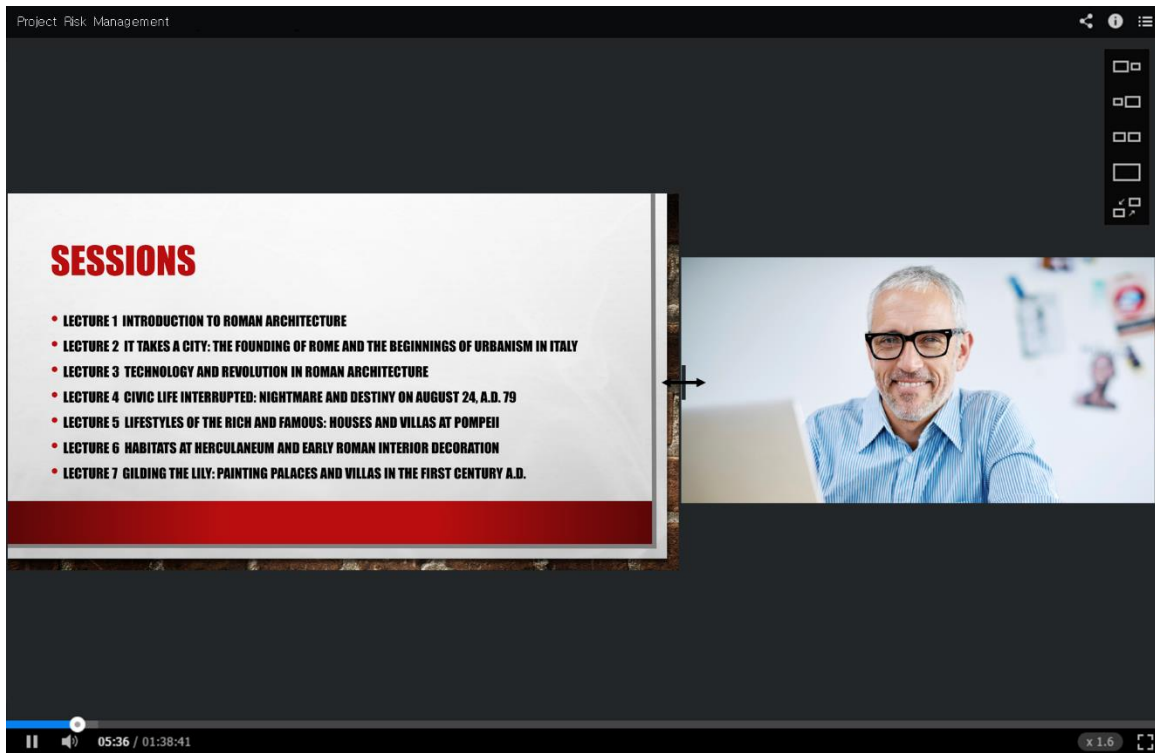 Project Risk Management
SESSIONS
• LECTURE 1 INTRODUCTION TO ROMAN ARCHITECTURE
• LECTURE 2 IT TAKES A CITY: THE FOUNDING OF ROME AND THE BEGINNINGS OF URBANISM IN ITALY
• LECTURE 3 TECHNOLOGY AND REVOLUTION IN ROMAN ARCHITECTURE
• LECTURE 4 CIVIC LIFE INTERRUPTED: NIGHTMARE AND DESTINY ON AUGUST 24, A.D. 79
• LECTURE 5 LIFESTYLES OF THE RICH AND FAMOUS: HOUSES AND VILLAS AT POMPEII
• LECTURE 6 HABITATS AT HERCULANEUM AND EARLY ROMAN INTERIOR DECORATION
• LECTURE 7 GILDING THE LILY: PAINTING PALACES AND VILLAS IN THE FIRST CENTURY A.D.
05:36 / 01:38:41
x 1.6